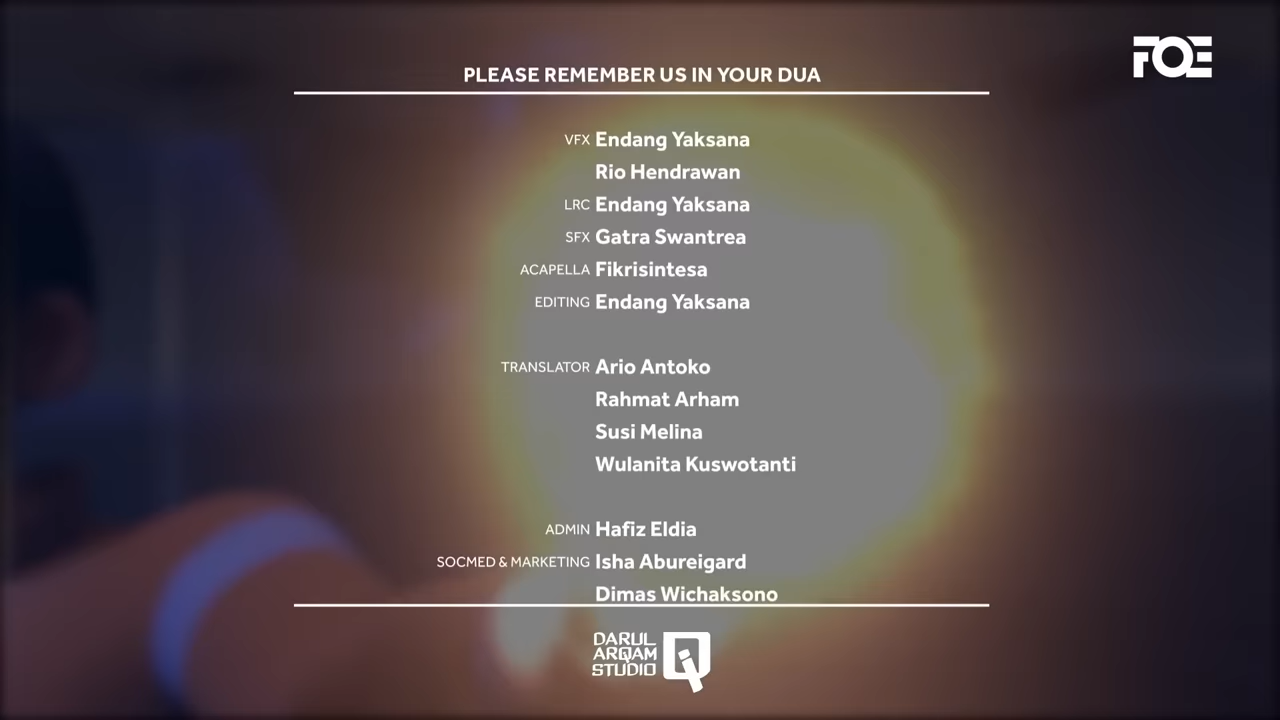 FOE
PLEASE REMEMBER US IN YOUR DUA
VFX Endang Yaksana
Rio Hendrawan
LRC Endang Yaksana
SFX Gatra Swantrea
ACAPELLA Fikrisintesa
EDITING Endang Yaksana
TRANSLATOR Ario Antoko
Rahmat Arham
Susi Melina
Wulanita Kuswotanti
ADMIN Hafiz Eldia
SOCMED & MARKETING Isha Abureigard
Dimas Wichaksono
DARUL
ARQAM
STUDIO